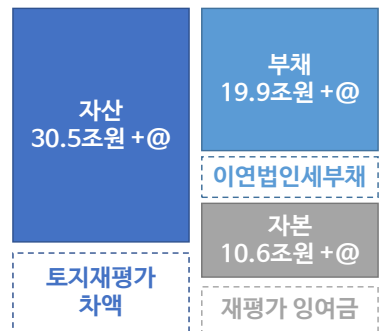 자산
30.5조원 +@
토지재평가
차액
부채
19.9조원 +@
이연법인세부채
자본
10.6조원 +@
재평가 잉여금